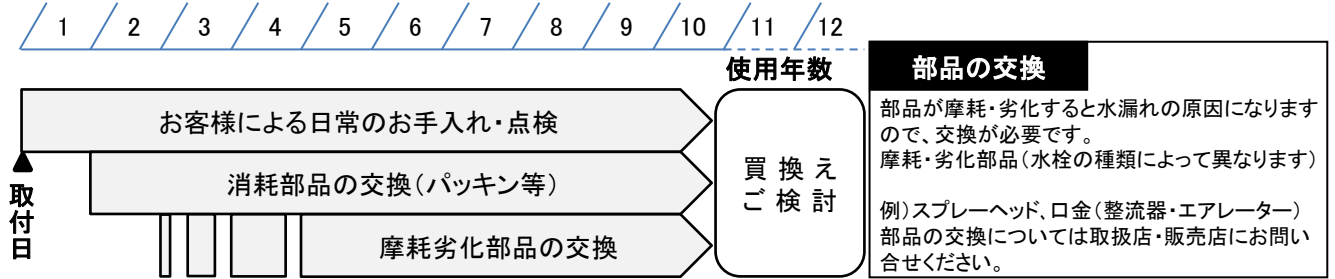 1 2 3 4 5 6 7 8 9 10 11 12
使用年数
お客様による日常のお手入れ・点検
取付日
消耗部品の交換（パッキン等）
摩耗劣化部品の交換
買換え
ご検討
部品の交換
部品が摩耗・劣化すると水漏れの原因になります
ので、交換が必要です。
摩耗・劣化部品（水栓の種類によって異なります）
例）スプレーヘッド、口金（整流器・エアレーター）
部品の交換については取扱店・販売店にお問い
合せください。